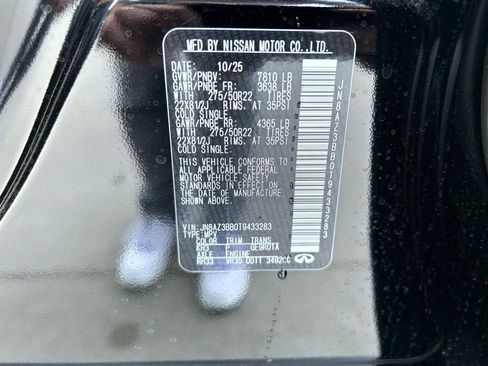 MFD BY NISSAN MOTOR CO.,LTD.
DATE: 10/25
GVWR/PNBV: 7810 LB
GAWR/PNBE FR: 3638 LB
WITH 275/50R22 TIRES
22X81/2J RIMS, AT 35PSI
COLD SINGLE.
GAWR/PNBE RR: 4365 LB
WITH 275/50R22 TIRES
22X81/2J RIMS, AT 35PSI
COLD SINGLE.
THIS VEHICLE CONFORMS TO
ALL APPLICABLE FEDERAL
MOTOR VEHICLE SAFETY
STANDARDS IN EFFECT ON
THE DATE OF MANUFACTURE
SHOWN ABOVE.
VIN: JN8AZ3BB0T9433283
TYPE: MPV
COLOR TRIM TRANS
KH3 P GE9R07A
AXLE ENGINE
RH33 VR35 DDTT 3492CC
JN8AZ3BB0T9433283
INFINITI